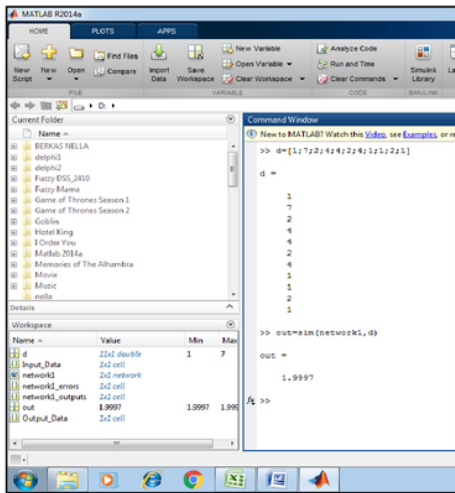 MATLAB R2014a
HOME PLOTS APPS
New Script
New
Open
Find Files
Compare
Import Data
Save Workspace
New Variable
Open Variable
Clear Workspace
Analyze Code
Run and Time
Clear Commands
Simulink Library
FILE VARIABLE CODE SIMULINK
D:
Current Folder
Name
BERKAS NELLA
delphi1
delphi2
Fuzzy DSS_2410
Fuzzy Mama
Game of Thrones Season 1
Game of Thrones Season 2
Goblin
Hotel King
I Order You
Matlab 2014a
Memories of The Alhambra
Movie
Music
nella
Details
Workspace
Name Value Min Max
d 11x1 double 1 7
Input_Data 1x1 cell
network1 1x1 network
network1_errors 1x1 cell
network1_outputs 1x1 cell
out 1.9997 1.9997 1.999
Output_Data 1x1 cell
Command Window
New to MATLAB? Watch this Video, see Examples, or re
>> d=[1;7;2;4;4;2;4;1;1;2;1]
d =
1
7
2
4
4
2
4
1
1
2
1
>> out=sim(network1,d)
out =
1.9997
fx >>